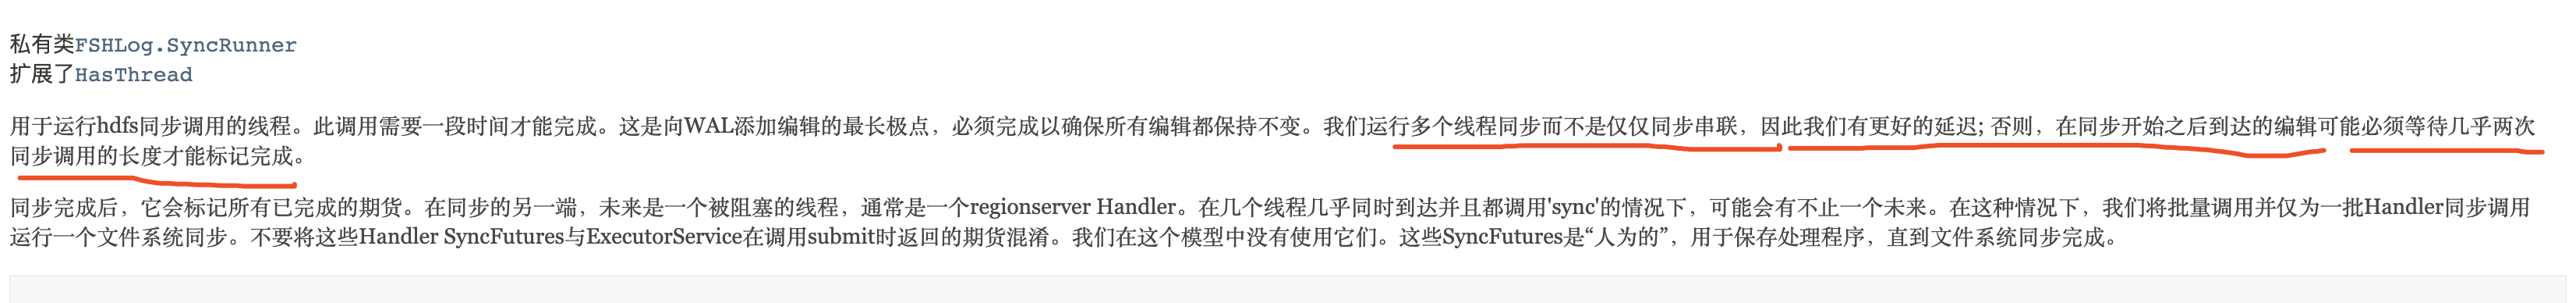 私有类FSHLog.SyncRunner
扩展了HasThread
用于运行hdfs同步调用的线程。此调用需要一段时间才能完成。这是向WAL添加编辑的最长极点，必须完成以确保所有编辑都保持不变。我们运行多个线程同步而不是仅仅同步串联，因此我们有更好的延迟; 否则，在同步开始之后到达的编辑可能必须等待几乎两次
同步调用的长度才能标记完成。
同步完成后，它会标记所有已完成的期货。在同步的另一端，未来是一个被阻塞的线程，通常是一个regionserver Handler。在几个线程几乎同时到达并且都调用'sync'的情况下，可能会有不止一个未来。在这种情况下，我们将批量调用并仅为一批Handler同步调用
运行一个文件系统同步。不要将这些Handler SyncFutures与ExecutorService在调用submit时返回的期货混淆。我们在这个模型中没有使用它们。这些SyncFutures是“人为的”，用于保存处理程序，直到文件系统同步完成。